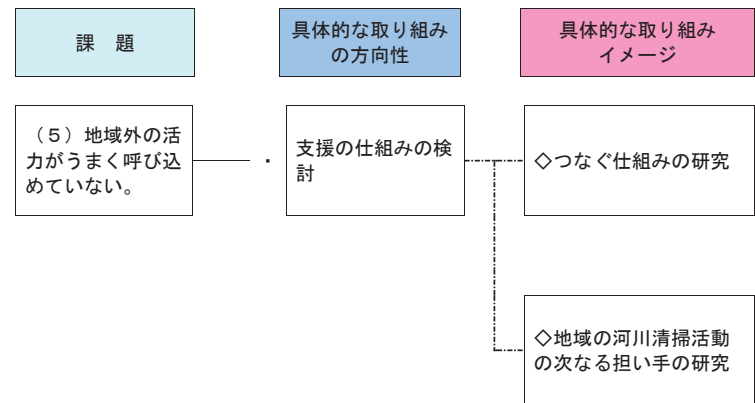 課　題
具体的な取り組み
の方向性
具体的な取り組み
イメージ
（５）地域外の活
力がうまく呼び込
めていない。
支援の仕組みの検
討
◇つなぐ仕組みの研究
◇地域の河川清掃活動
の次なる担い手の研究